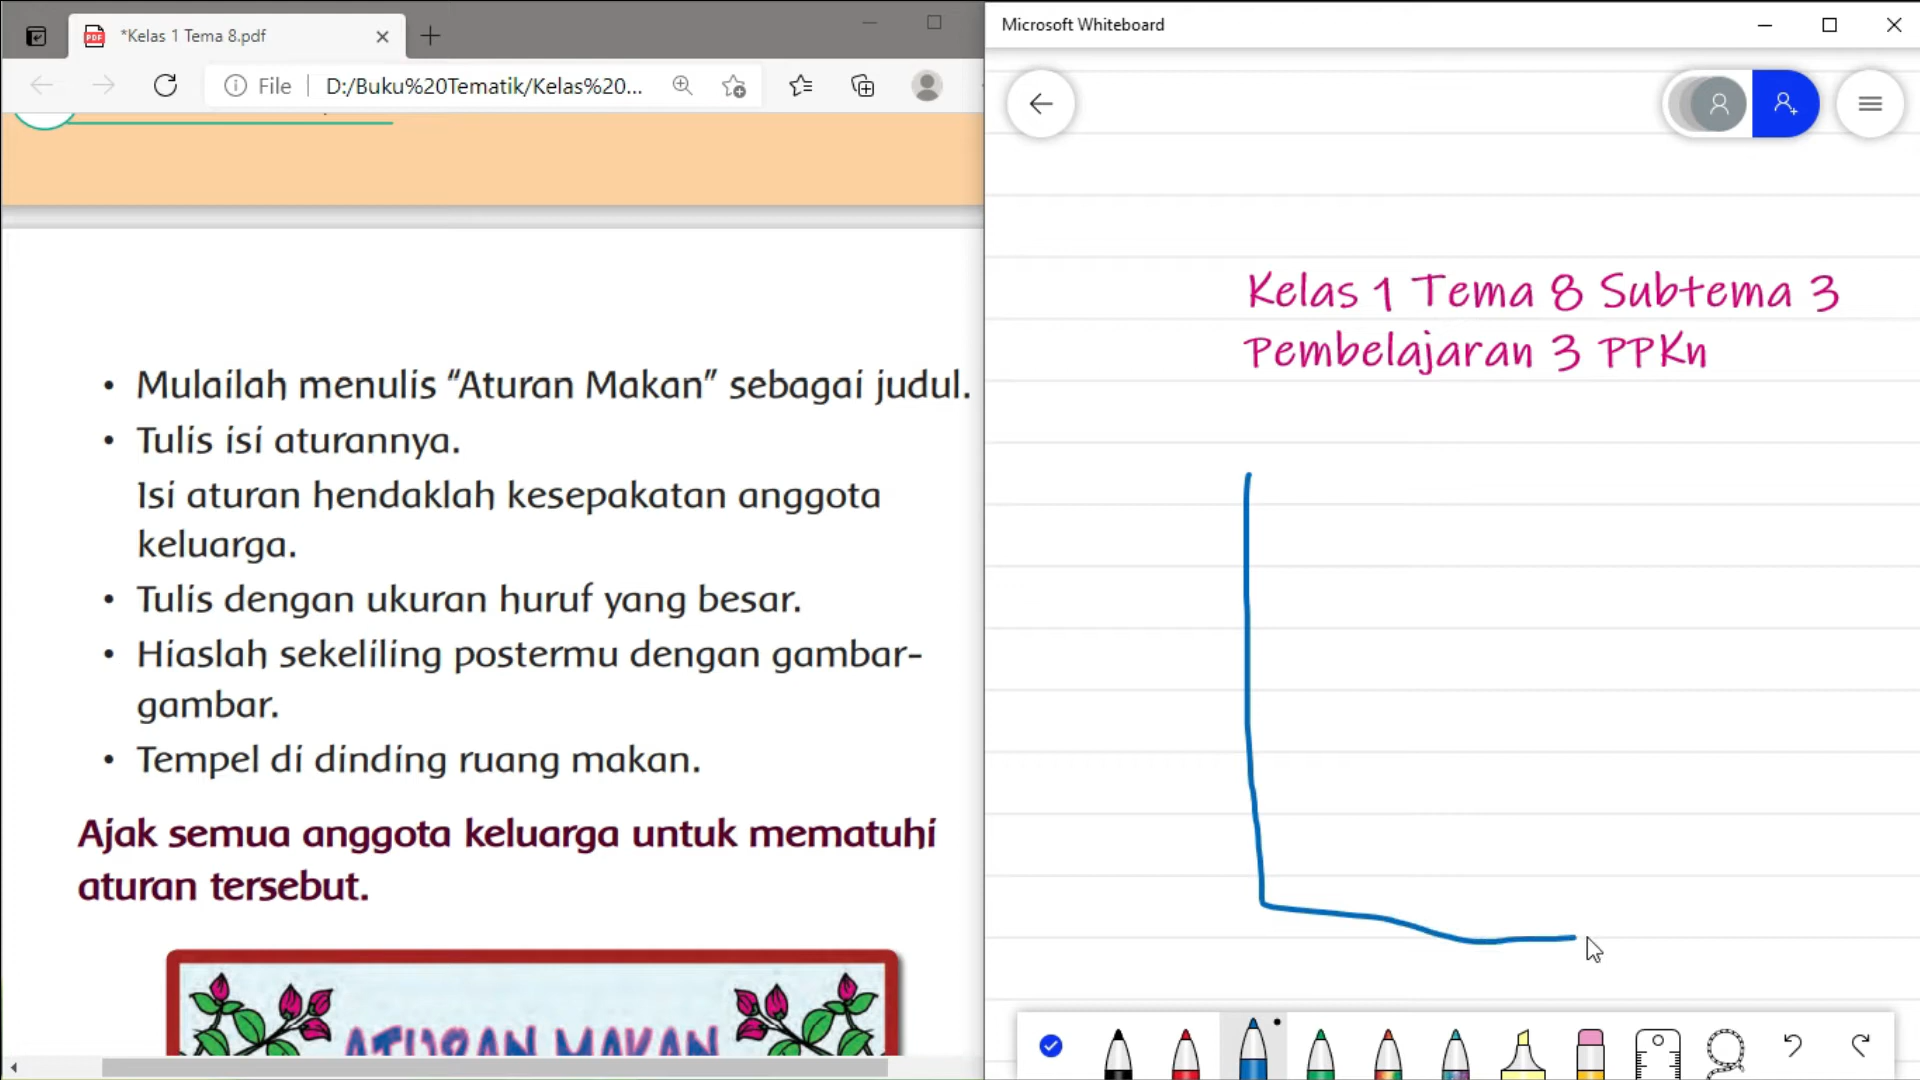 *Kelas 1 Tema 8.pdf
File
D:/Buku%20Tematik/Kelas%20...
• Mulailah menulis “Aturan Makan” sebagai judul.
• Tulis isi aturannya.
Isi aturan hendaklah kesepakatan anggota
keluarga.
• Tulis dengan ukuran huruf yang besar.
• Hiaslah sekeliling postermu dengan gambar-
gambar.
• Tempel di dinding ruang makan.
Ajak semua anggota keluarga untuk mematuhi
aturan tersebut.
ATURAN MAKAN
Microsoft Whiteboard
Kelas 1 Tema 8 Subtema 3
Pembelajaran 3 PPKn